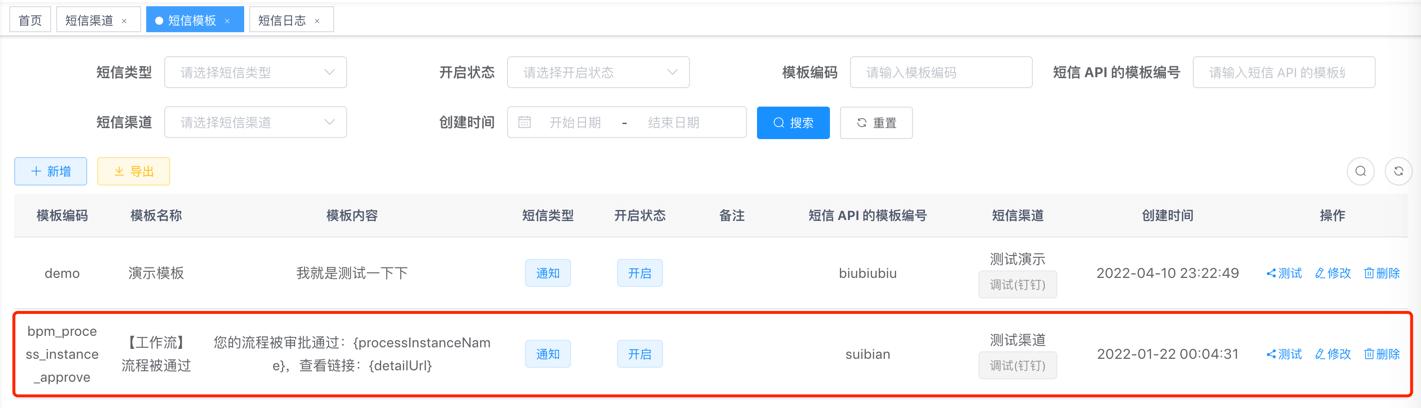 首页 短信渠道 × 短信模板 × 短信日志 ×
短信类型 请选择短信类型 开启状态 请选择开启状态 模板编码 请输入模板编码 短信 API 的模板编号 请输入短信 API 的模板
短信渠道 请选择短信渠道 创建时间 开始日期 - 结束日期 搜索 重置
+ 新增 导出
模板编码 模板名称 模板内容 短信类型 开启状态 备注 短信 API 的模板编号 短信渠道 创建时间 操作
demo 演示模板 我就是测试一下下 通知 开启 biubiubiu 测试演示 2022-04-10 23:22:49 测试 修改 删除
调试(钉钉)
bpm_proce
ss_instance
_approve
【工作流】
流程被通过
您的流程被审批通过：{processInstanceNam
e}，查看链接：{detailUrl}
通知 开启 suibian
测试渠道
调试(钉钉)
2022-01-22 00:04:31 测试 修改 删除